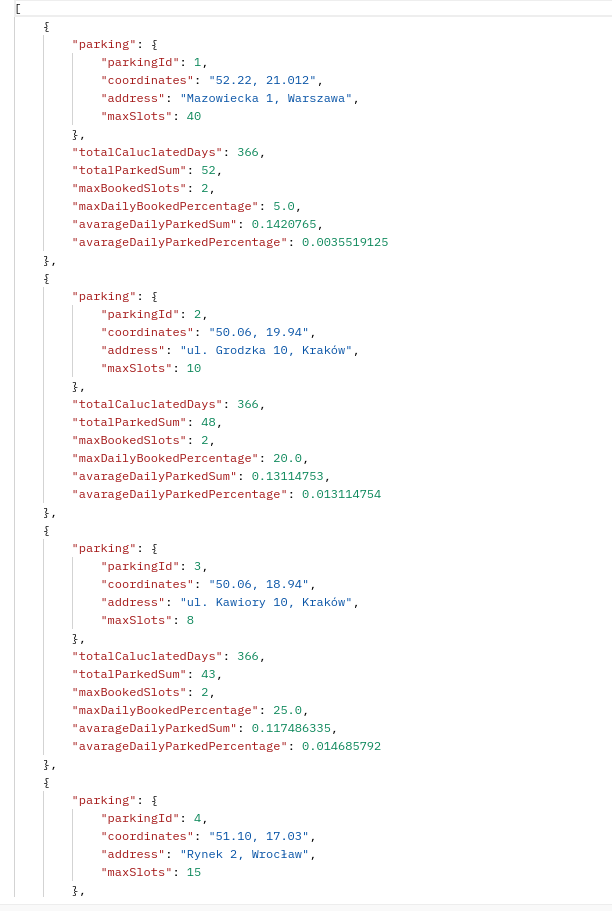 [
    {
        "parking": {
            "parkingId": 1,
            "coordinates": "52.22, 21.012",
            "address": "Mazowiecka 1, Warszawa",
            "maxSlots": 40
        },
        "totalCaluclatedDays": 366,
        "totalParkedSum": 52,
        "maxBookedSlots": 2,
        "maxDailyBookedPercentage": 5.0,
        "avarageDailyParkedSum": 0.1420765,
        "avarageDailyParkedPercentage": 0.0035519125
    },
    {
        "parking": {
            "parkingId": 2,
            "coordinates": "50.06, 19.94",
            "address": "ul. Grodzka 10, Kraków",
            "maxSlots": 10
        },
        "totalCaluclatedDays": 366,
        "totalParkedSum": 48,
        "maxBookedSlots": 2,
        "maxDailyBookedPercentage": 20.0,
        "avarageDailyParkedSum": 0.13114753,
        "avarageDailyParkedPercentage": 0.013114754
    },
    {
        "parking": {
            "parkingId": 3,
            "coordinates": "50.06, 18.94",
            "address": "ul. Kawiory 10, Kraków",
            "maxSlots": 8
        },
        "totalCaluclatedDays": 366,
        "totalParkedSum": 43,
        "maxBookedSlots": 2,
        "maxDailyBookedPercentage": 25.0,
        "avarageDailyParkedSum": 0.117486335,
        "avarageDailyParkedPercentage": 0.014685792
    },
    {
        "parking": {
            "parkingId": 4,
            "coordinates": "51.10, 17.03",
            "address": "Rynek 2, Wrocław",
            "maxSlots": 15
        },